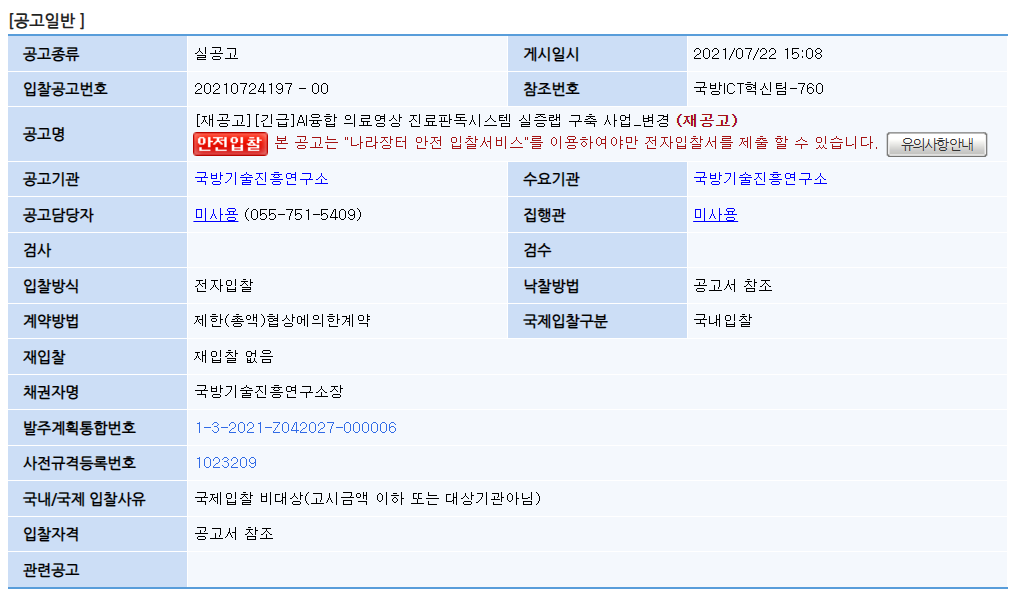 [공고일반 ]
공고종류 실공고 게시일시 2021/07/22 15:08
입찰공고번호 20210724197 - 00 참조번호 국방ICT혁신팀-760
공고명 [재공고][긴급]AI융합 의료영상 진료판독시스템 실증랩 구축 사업_변경 (재공고)
안전입찰 본 공고는 "나라장터 안전 입찰서비스"를 이용하여야만 전자입찰서를 제출 할 수 있습니다. 유의사항안내
공고기관 국방기술진흥연구소 수요기관 국방기술진흥연구소
공고담당자 미사용 (055-751-5409) 집행관 미사용
검사 검수
입찰방식 전자입찰 낙찰방법 공고서 참조
계약방법 제한(총액)협상에의한계약 국제입찰구분 국내입찰
재입찰 재입찰 없음
채권자명 국방기술진흥연구소장
발주계획통합번호 1-3-2021-Z042027-000006
사전규격등록번호 1023209
국내/국제 입찰사유 국제입찰 비대상(고시금액 이하 또는 대상기관아님)
입찰자격 공고서 참조
관련공고